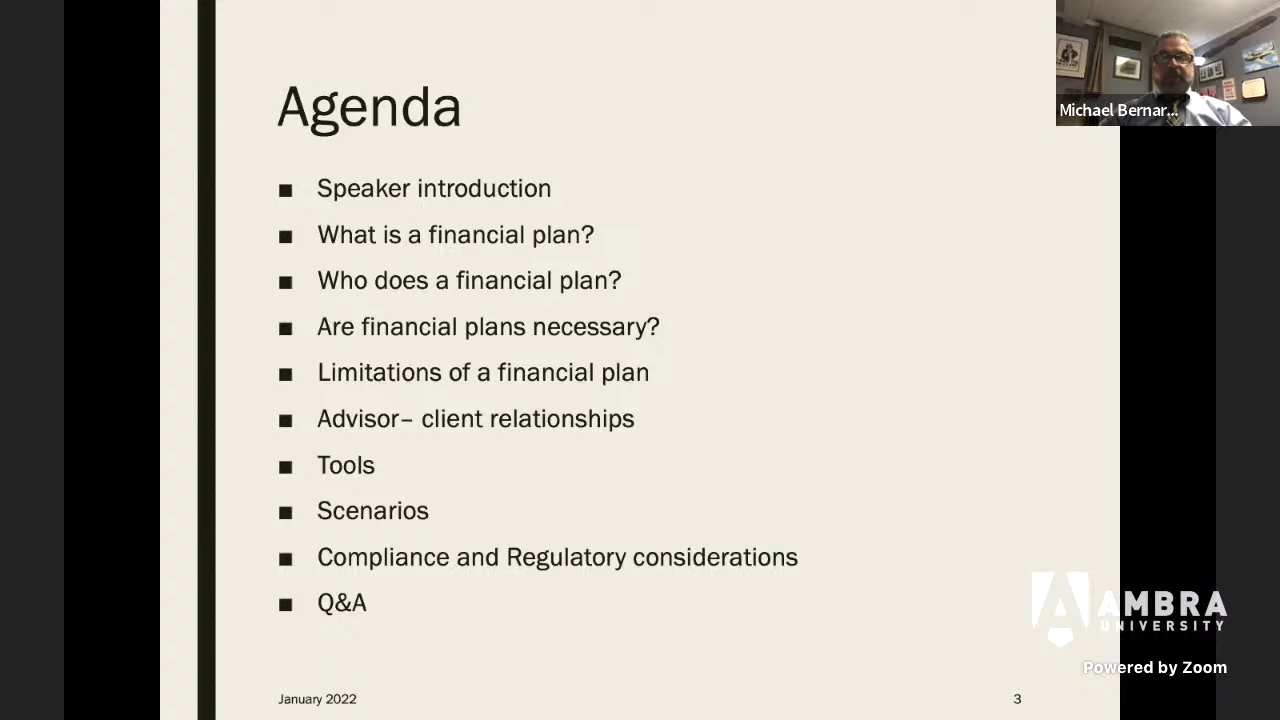 Agenda
Michael Bernar...
■ Speaker introduction
■ What is a financial plan?
■ Who does a financial plan?
■ Are financial plans necessary?
■ Limitations of a financial plan
■ Advisor– client relationships
■ Tools
■ Scenarios
■ Compliance and Regulatory considerations
■ Q&A
AMBRA
UNIVERSITY
Powered by Zoom
January 2022
3